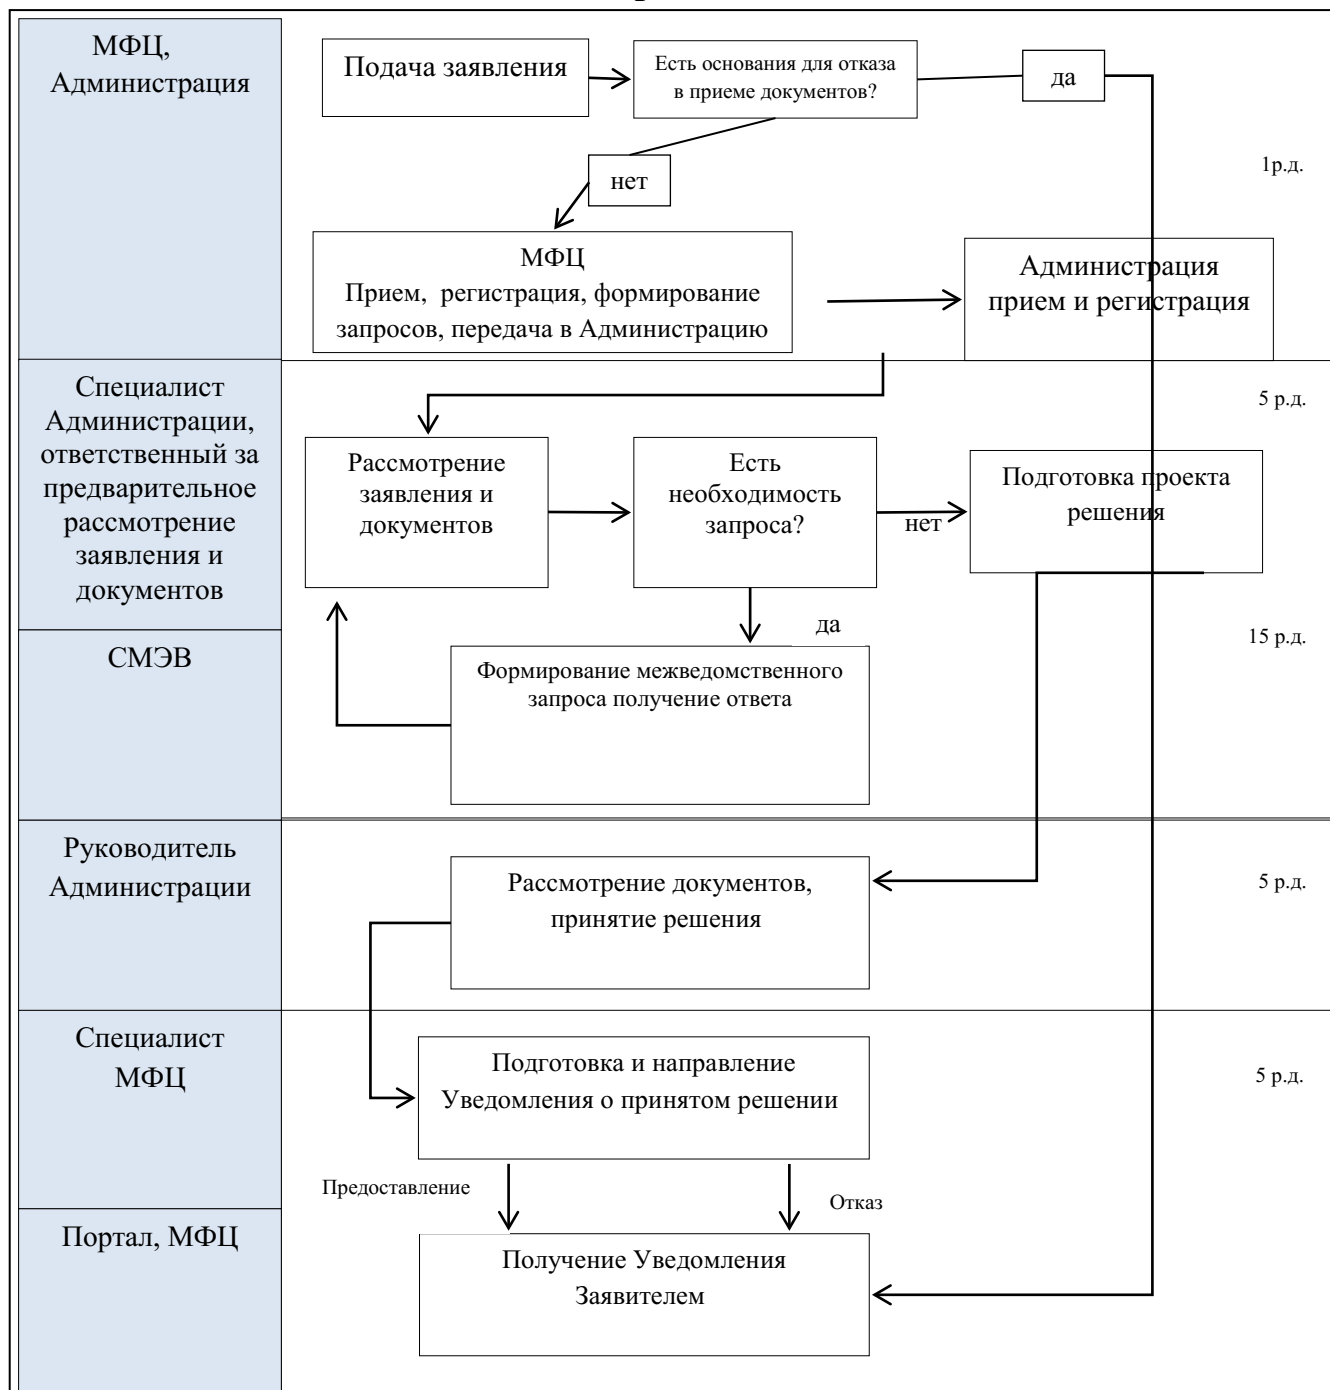 МФЦ,
Администрация
Подача заявления
Есть основания для отказа
в приеме документов?
да
нет
1р.д.
МФЦ
Прием, регистрация, формирование
запросов, передача в Администрацию
Администрация
прием и регистрация
Специалист
Администрации,
ответственный за
предварительное
рассмотрение
заявления и
документов
5 р.д.
Рассмотрение
заявления и
документов
Есть
необходимость
запроса?
нет
Подготовка проекта
решения
да
15 р.д.
СМЭВ
Формирование межведомственного
запроса получение ответа
Руководитель
Администрации
Рассмотрение документов,
принятие решения
5 р.д.
Специалист
МФЦ
Подготовка и направление
Уведомления о принятом решении
5 р.д.
Предоставление
Отказ
Портал, МФЦ
Получение Уведомления
Заявителем